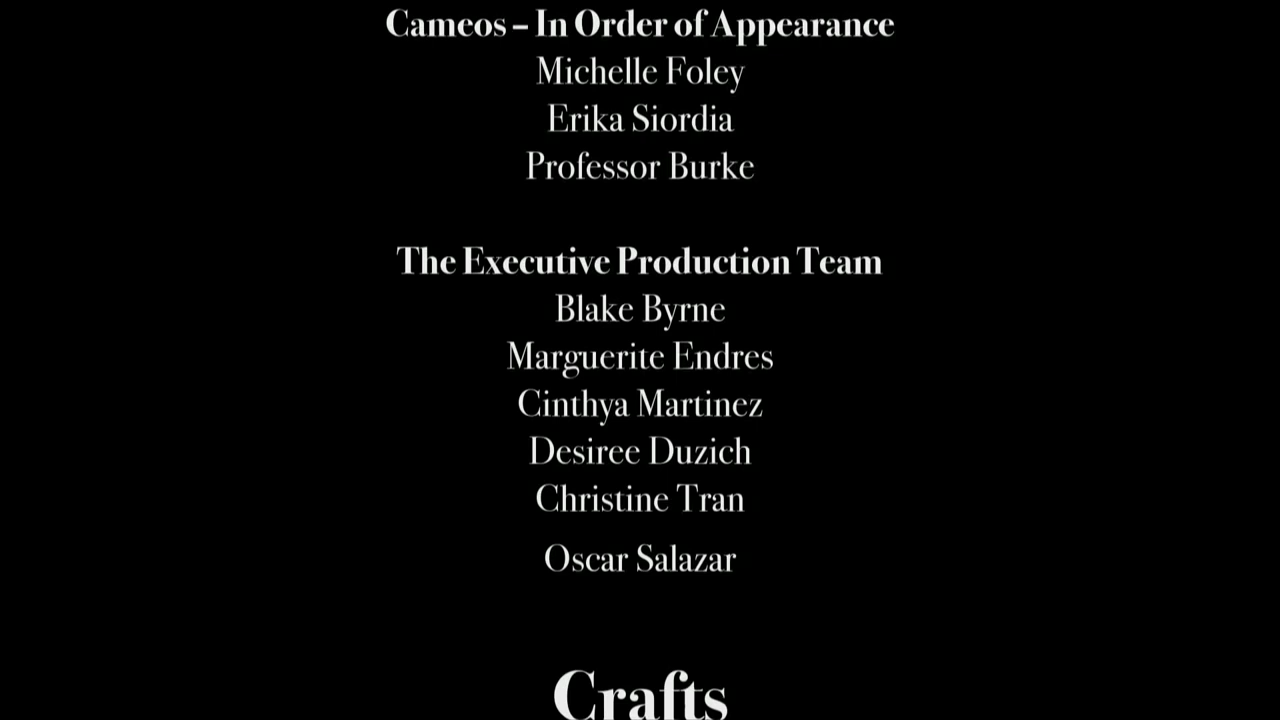 Cameos – In Order of Appearance
Michelle Foley
Erika Siordia
Professor Burke
The Executive Production Team
Blake Byrne
Marguerite Endres
Cinthya Martinez
Desiree Duzich
Christine Tran
Oscar Salazar
Crafts